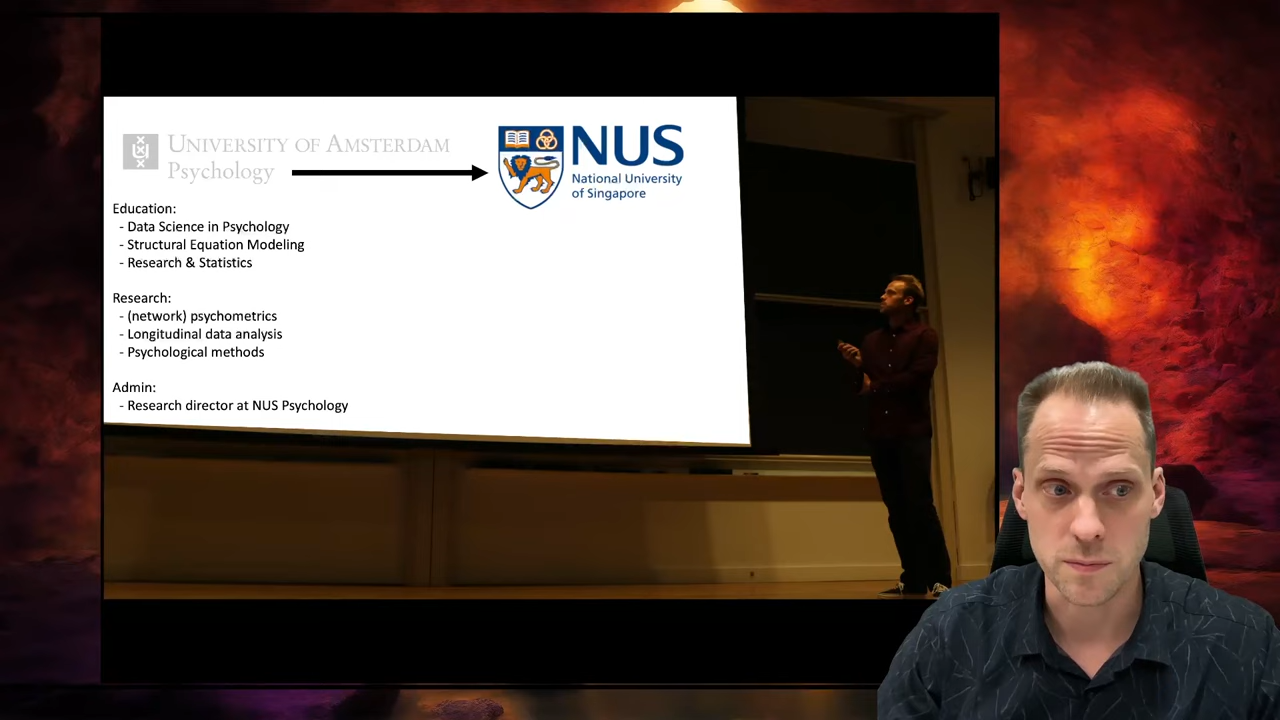 UNIVERSITY OF AMSTERDAM
Psychology
NUS
National University
of Singapore
Education:
- Data Science in Psychology
- Structural Equation Modeling
- Research & Statistics
Research:
- (network) psychometrics
- Longitudinal data analysis
- Psychological methods
Admin:
- Research director at NUS Psychology